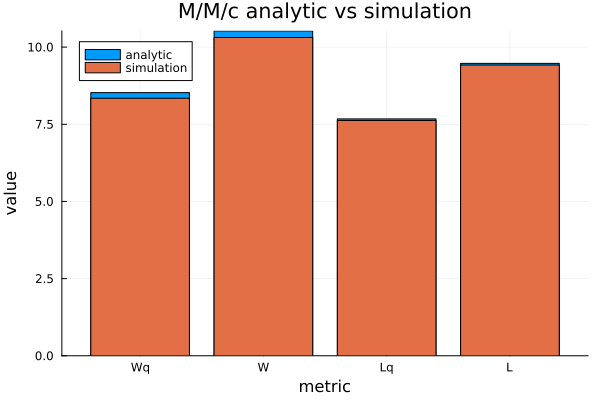 M/M/c analytic vs simulation
analytic
simulation
value
10.0
7.5
5.0
2.5
0.0
Wq W Lq L
metric